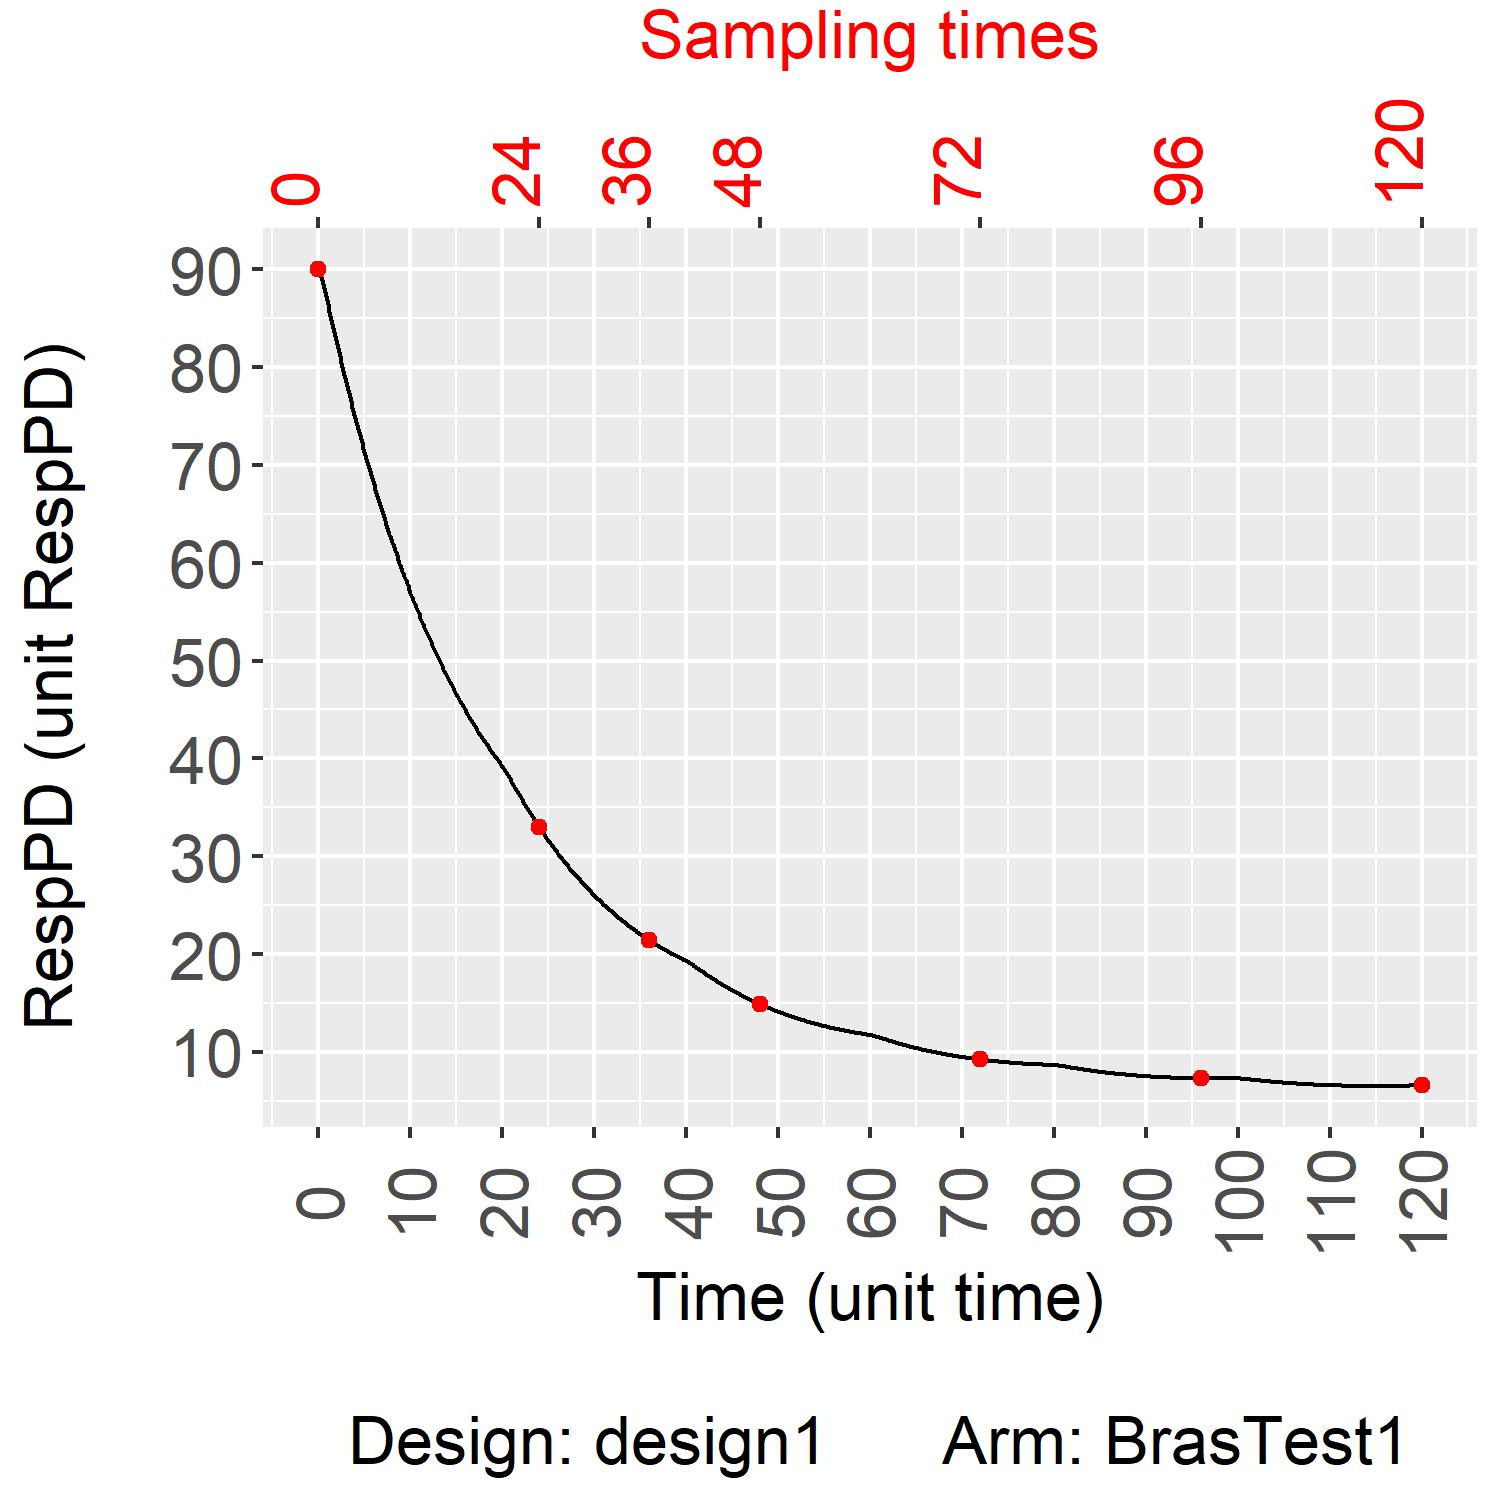 Sampling times
0 24 36 48 72 96 120
RespPD (unit RespPD)
90
80
70
60
50
40
30
20
10
0 10 20 30 40 50 60 70 80 90 100 110 120
Time (unit time)
Design: design1 Arm: BrasTest1